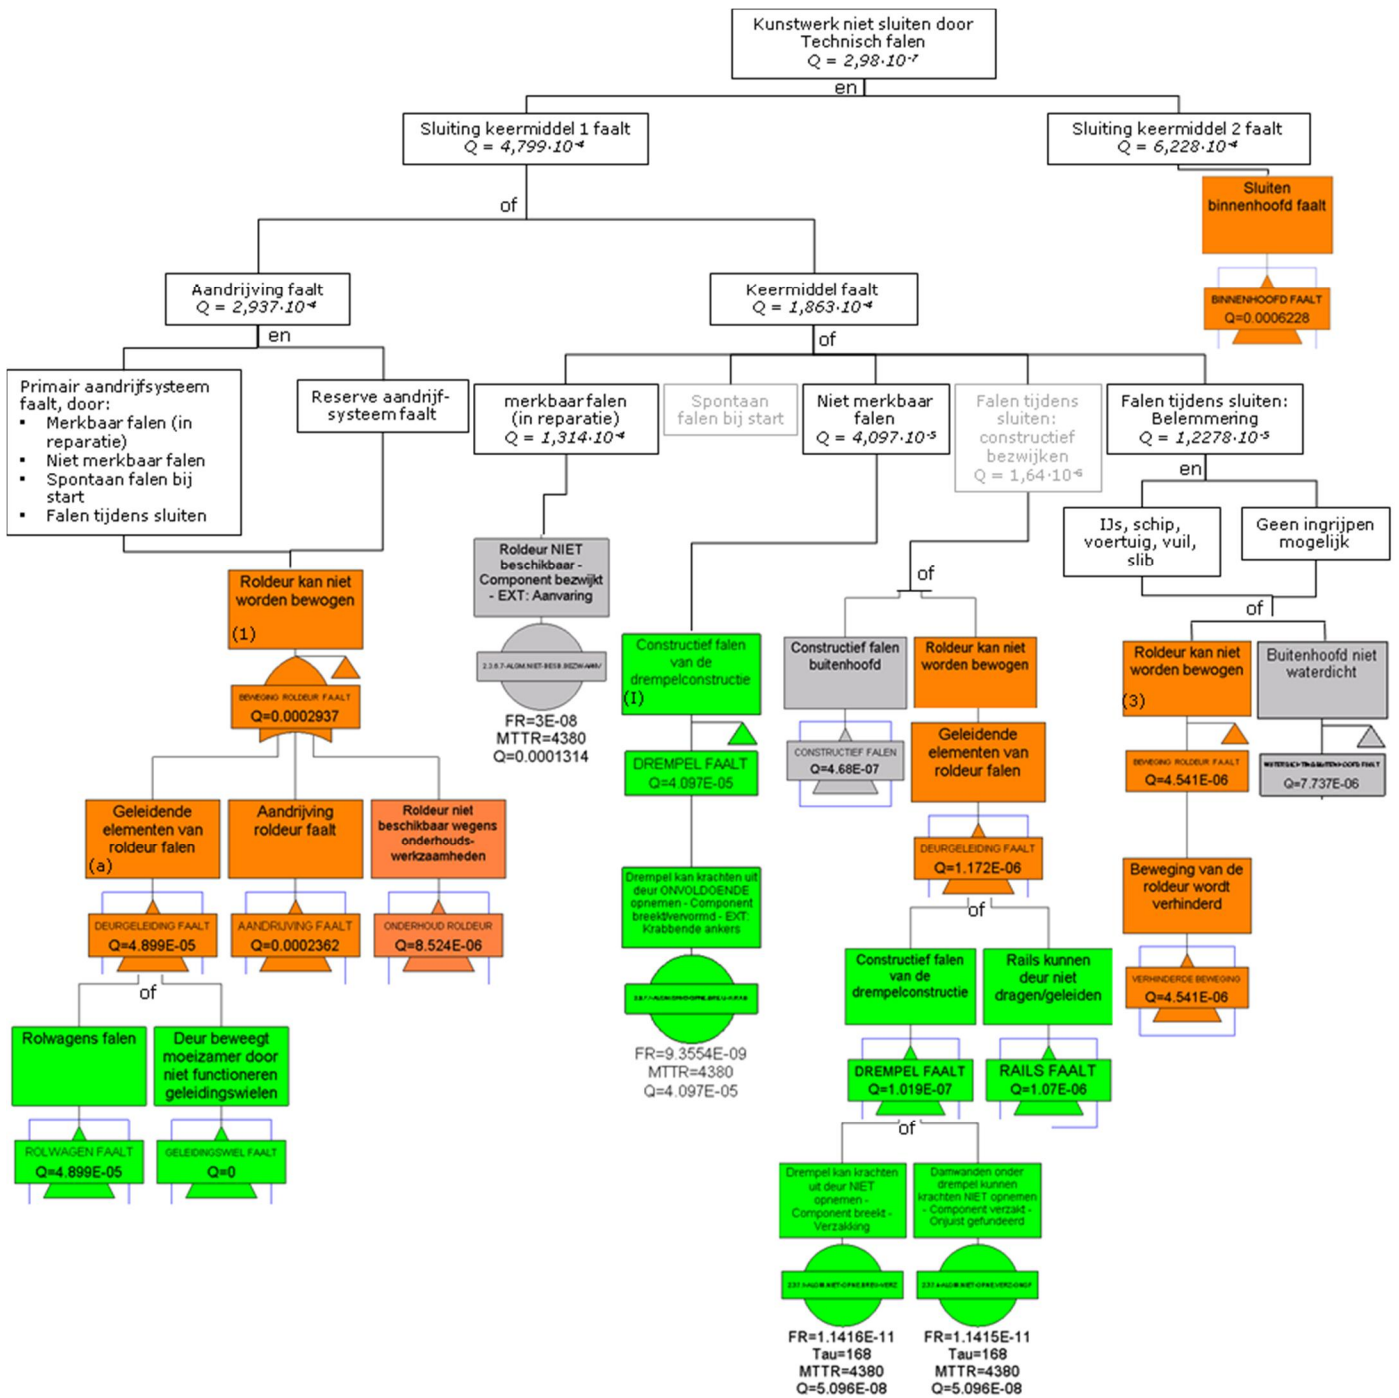 Kunstwerk niet sluiten door
Technisch falen
Q = 2,98·10⁻⁷
en
Sluiting keermiddel 1 faalt
Q = 4,799·10⁻⁴
Sluiting keermiddel 2 faalt
Q = 6,228·10⁻⁴
of
Sluiten
binnenhoofd faalt
BINNENHOOFD FAALT
Q=0.0006228
Aandrijving faalt
Q = 2,937·10⁻⁴
Keermiddel faalt
Q = 1,863·10⁻⁴
en
of
Primair aandrijfsysteem
faalt, door:
▪ Merkbaar falen (in
reparatie)
▪ Niet merkbaar falen
▪ Spontaan falen bij
start
▪ Falen tijdens sluiten
Reserve aandrijf-
systeem faalt
merkbaar falen
(in reparatie)
Q = 1,314·10⁻⁴
Spontaan
falen bij start
Niet merkbaar
falen
Q = 4,097·10⁻⁵
Falen tijdens
sluiten:
constructief
bezwijken
Q = 1,64·10⁻⁶
Falen tijdens sluiten:
Belemmering
Q = 1,2278·10⁻⁵
en
IJs, schip,
voertuig, vuil,
slib
Geen ingrijpen
mogelijk
of
Roldeur kan niet
worden bewogen
(1)
BEWEGING ROLDEUR FAALT
Q=0.0002937
Geleidende
elementen van
roldeur falen
(a)
DEURGELEIDING FAALT
Q=4.899E-05
Aandrijving
roldeur faalt
AANDRIJVING FAALT
Q=0.0002362
Roldeur niet
beschikbaar wegens
onderhouds-
werkzaamheden
ONDERHOUD ROLDEUR
Q=8.524E-06
of
Rolwagens falen
ROLWAGEN FAALT
Q=4.899E-05
Deur beweegt
moeizamer door
niet functioneren
geleidingswielen
GELEIDINGSWIEL FAALT
Q=0
Roldeur NIET
beschikbaar -
Component bezwijkt
- EXT: Aanvaring
FR=3E-08
MTTR=4380
Q=0.0001314
Constructief falen
van de
drempelconstructie
(I)
DREMPEL FAALT
Q=4.097E-05
Drempel kan krachten uit
deur ONVOLDOENDE
opnemen - Component
breekt/vervormd - EXT:
Krabbende ankers
FR=9.3554E-09
MTTR=4380
Q=4.097E-05
of
Constructief falen
buitenhoofd
CONSTRUCTIEF FALEN
Q=4.68E-07
Roldeur kan niet
worden bewogen
Geleidende
elementen van
roldeur falen
DEURGELEIDING FAALT
Q=1.172E-06
of
Constructief falen
van de
drempelconstructie
DREMPEL FAALT
Q=1.019E-07
Rails kunnen
deur niet
dragen/geleiden
RAILS FAALT
Q=1.07E-06
of
Drempel kan krachten
uit deur NIET
opnemen -
Component breekt -
Verzakking
FR=1.1416E-11
Tau=168
MTTR=4380
Q=5.096E-08
Damwanden onder
drempel kunnen
krachten NIET opnemen
- Component verzakt -
Onjuist gefundeerd
FR=1.1415E-11
Tau=168
MTTR=4380
Q=5.096E-08
Roldeur kan niet
worden bewogen
(3)
BEWEGING ROLDEUR FAALT
Q=4.541E-06
Buitenhoofd niet
waterdicht
Q=7.737E-06
Beweging van de
roldeur wordt
verhinderd
VERHINDERDE BEWEGING
Q=4.541E-06